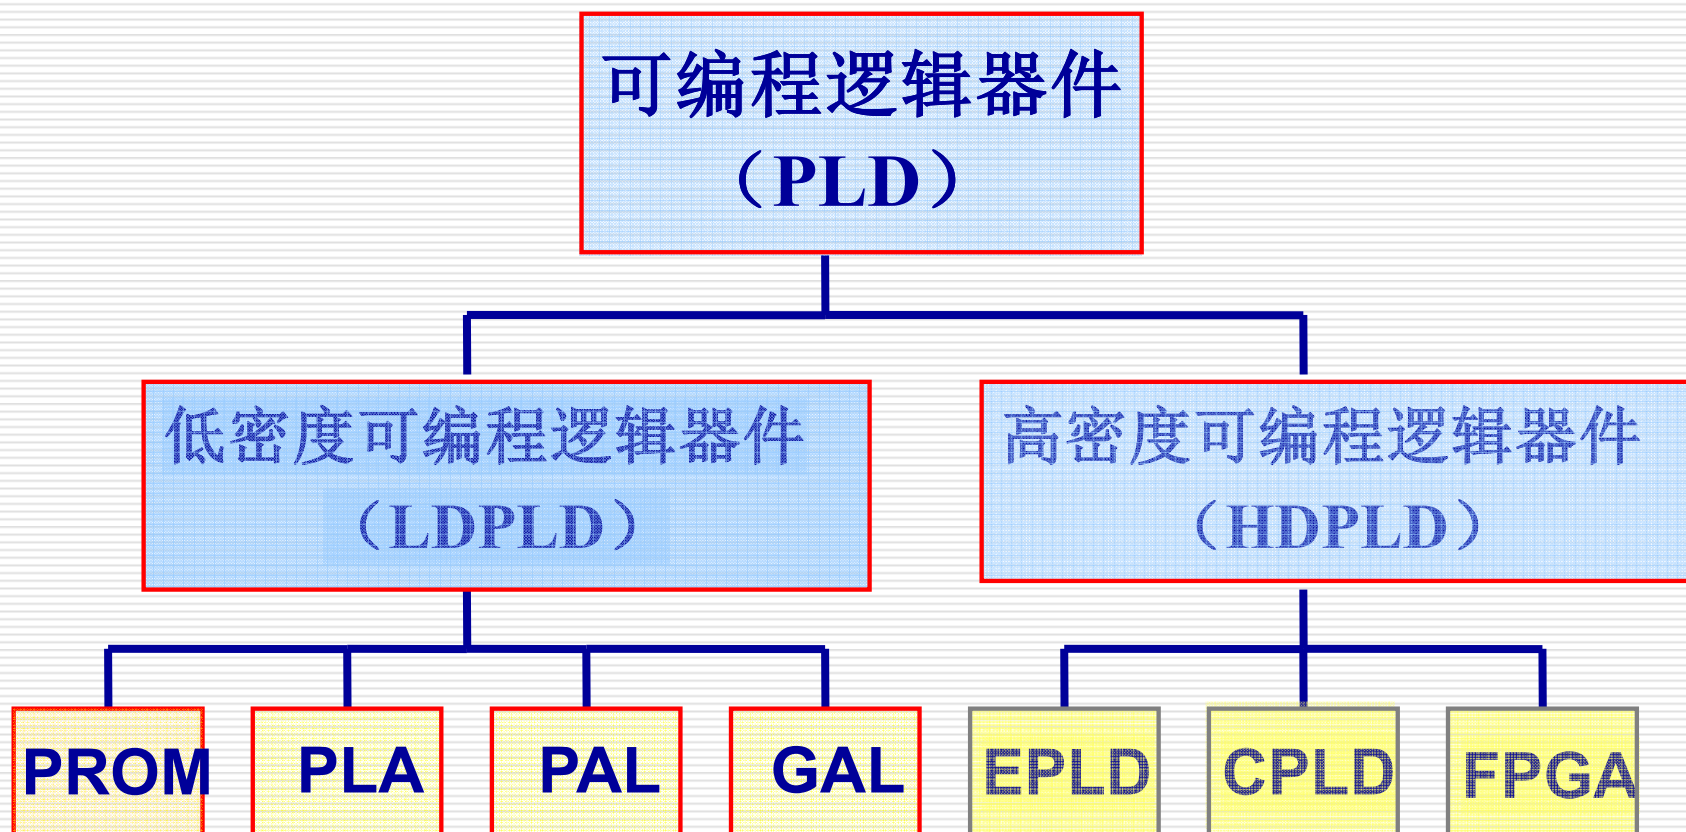 可编程逻辑器件
（PLD）
低密度可编程逻辑器件
（LDPLD）
高密度可编程逻辑器件
（HDPLD）
PROM
PLA
PAL
GAL
EPLD
CPLD
FPGA